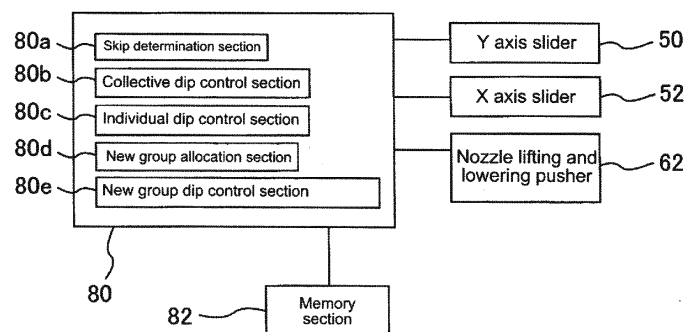 80a
Skip determination section
80b
Collective dip control section
80c
Individual dip control section
80d
New group allocation section
80e
New group dip control section
80
Y axis slider
50
X axis slider
52
Nozzle lifting and
lowering pusher
62
82
Memory
section